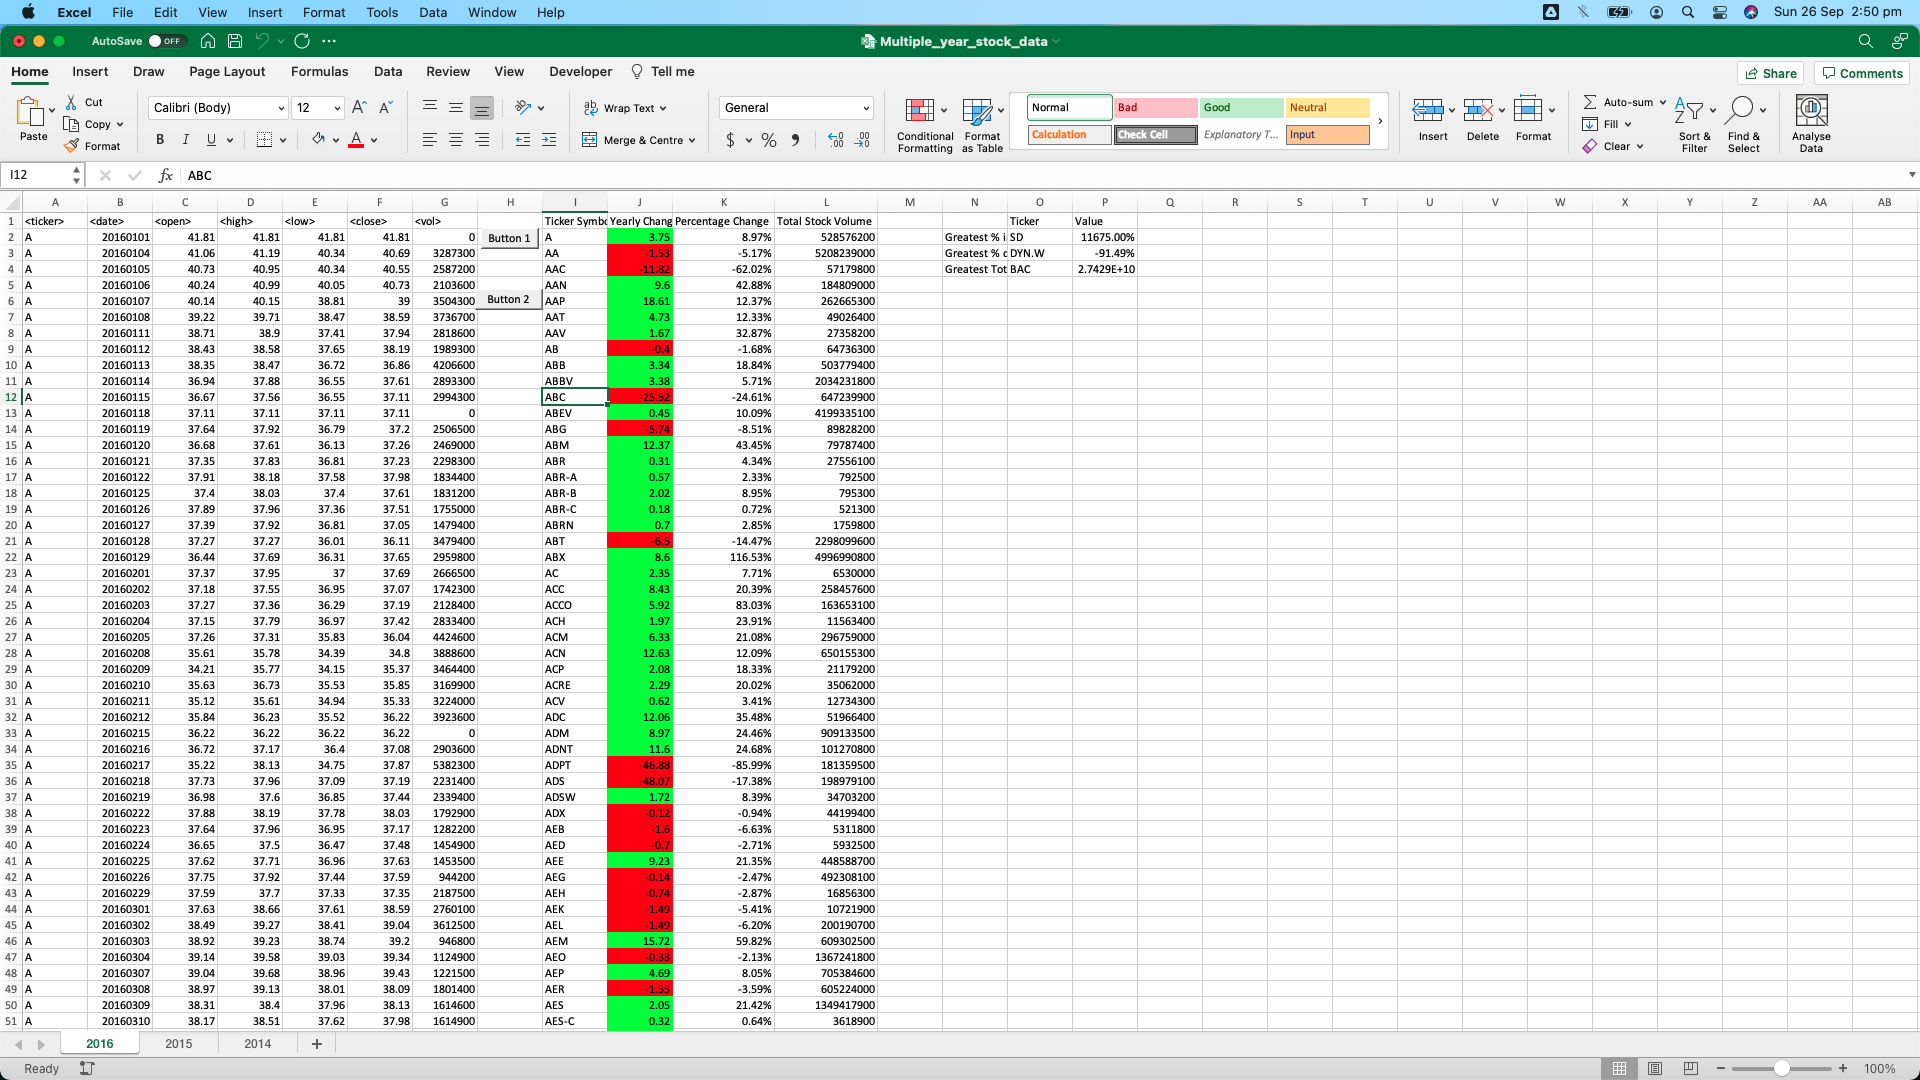 Excel File Edit View Insert Format Tools Data Window Help Sun 26 Sep 2:50 pm
AutoSave OFF Multiple_year_stock_data
Home Insert Draw Page Layout Formulas Data Review View Developer Tell me Share Comments
Paste Cut Copy Format
Calibri (Body) 12
B I U A
Wrap Text
Merge & Centre
General
$ %
Conditional Formatting Format as Table
Normal Bad Good Neutral
Calculation Check Cell Explanatory T... Input
Insert Delete Format
Auto-sum Fill Clear
Sort & Filter Find & Select Analyse Data
I12 fx ABC
A B C D E F G H I J K L M N O P Q R S T U V W X Y Z AA AB
1 <ticker> <date> <open> <high> <low> <close> <vol> Ticker Symbo Yearly Chang Percentage Change Total Stock Volume Ticker Value
2 A 20160101 41.81 41.81 41.81 41.81 0 Button 1 A 3.75 8.97% 528576200 Greatest % i SD 11675.00%
3 A 20160104 41.06 41.19 40.34 40.69 3287300 AA -1.53 -5.17% 5208239000 Greatest % d DYN.W -91.49%
4 A 20160105 40.73 40.95 40.34 40.55 2587200 AAC -11.82 -62.02% 57179800 Greatest Tot BAC 2.7429E+10
5 A 20160106 40.24 40.99 40.05 40.73 2103600 AAN 9.6 42.88% 184809000
6 A 20160107 40.14 40.15 38.81 39 3504300 Button 2 AAP 18.61 12.37% 262665300
7 A 20160108 39.22 39.71 38.47 38.59 3736700 AAT 4.73 12.33% 49026400
8 A 20160111 38.71 38.9 37.41 37.94 2818600 AAV 1.67 32.87% 27358200
9 A 20160112 38.43 38.58 37.65 38.19 1989300 AB -0.4 -1.68% 64736300
10 A 20160113 38.35 38.47 36.72 36.86 4206600 ABB 3.34 18.84% 503779400
11 A 20160114 36.94 37.88 36.55 37.61 2893300 ABBV 3.38 5.71% 2034231800
12 A 20160115 36.67 37.56 36.55 37.11 2994300 ABC -25.52 -24.61% 647239900
13 A 20160118 37.11 37.11 37.11 37.11 0 ABEV 0.45 10.09% 4199335100
14 A 20160119 37.64 37.92 36.79 37.2 2506500 ABG -5.74 -8.51% 89828200
15 A 20160120 36.68 37.61 36.13 37.26 2469000 ABM 12.37 43.45% 79787400
16 A 20160121 37.35 37.83 36.81 37.23 2298300 ABR 0.31 4.34% 27556100
17 A 20160122 37.91 38.18 37.58 37.98 1834400 ABR-A 0.57 2.33% 792500
18 A 20160125 37.4 38.03 37.4 37.61 1831200 ABR-B 2.02 8.95% 795300
19 A 20160126 37.89 37.96 37.36 37.51 1755000 ABR-C 0.18 0.72% 521300
20 A 20160127 37.39 37.92 36.81 37.05 1479400 ABRN 0.7 2.85% 1759800
21 A 20160128 37.27 37.27 36.01 36.11 3479400 ABT -6.5 -14.47% 2298099600
22 A 20160129 36.44 37.69 36.31 37.65 2959800 ABX 8.6 116.53% 4996990800
23 A 20160201 37.37 37.95 37 37.69 2666500 AC 2.35 7.71% 6530000
24 A 20160202 37.18 37.55 36.95 37.07 1742300 ACC 8.43 20.39% 258457600
25 A 20160203 37.27 37.36 36.29 37.19 2128400 ACCO 5.92 83.03% 163653100
26 A 20160204 37.15 37.79 36.97 37.42 2833400 ACH 1.97 23.91% 11563400
27 A 20160205 37.26 37.31 35.83 36.04 4424600 ACM 6.33 21.08% 296759000
28 A 20160208 35.61 35.78 34.39 34.8 3888600 ACN 12.63 12.09% 650155300
29 A 20160209 34.21 35.77 34.15 35.37 3464400 ACP 2.08 18.33% 21179200
30 A 20160210 35.63 36.73 35.53 35.85 3169900 ACRE 2.29 20.02% 35062000
31 A 20160211 35.12 35.61 34.94 35.33 3224000 ACV 0.62 3.41% 12734300
32 A 20160212 35.84 36.23 35.52 36.22 3923600 ADC 12.06 35.48% 51966400
33 A 20160215 36.22 36.22 36.22 36.22 0 ADM 8.97 24.46% 909133500
34 A 20160216 36.72 37.17 36.4 37.08 2903600 ADNT 11.6 24.68% 101270800
35 A 20160217 35.22 38.13 34.75 37.87 5382300 ADPT -46.88 -85.99% 181359500
36 A 20160218 37.73 37.96 37.09 37.19 2231400 ADS -48.07 -17.38% 198979100
37 A 20160219 36.98 37.6 36.85 37.44 2339400 ADSW 1.72 8.39% 34703200
38 A 20160222 37.88 38.19 37.78 38.03 1792900 ADX -0.12 -0.94% 44199400
39 A 20160223 37.64 37.96 36.95 37.17 1282200 AEB -1.6 -6.63% 5311800
40 A 20160224 36.65 37.5 36.47 37.48 1454900 AED -0.7 -2.71% 5932500
41 A 20160225 37.62 37.71 36.96 37.63 1453500 AEE 9.23 21.35% 448588700
42 A 20160226 37.75 37.92 37.44 37.59 944200 AEG -0.14 -2.47% 492308100
43 A 20160229 37.59 37.7 37.33 37.35 2187500 AEH -0.74 -2.87% 16856300
44 A 20160301 37.63 38.66 37.61 38.59 2760100 AEK -1.49 -5.41% 10721900
45 A 20160302 38.49 39.27 38.41 39.04 3612500 AEL -1.49 -6.20% 200190700
46 A 20160303 38.92 39.23 38.74 39.2 946800 AEM 15.72 59.82% 609302500
47 A 20160304 39.14 39.58 39.03 39.34 1124900 AEO -0.33 -2.13% 1367241800
48 A 20160307 39.04 39.68 38.96 39.43 1221500 AEP 4.69 8.05% 705384600
49 A 20160308 38.97 39.13 38.01 38.09 1801400 AER -1.55 -3.59% 605224000
50 A 20160309 38.31 38.4 37.96 38.13 1614600 AES 2.05 21.42% 1349417900
51 A 20160310 38.17 38.51 37.62 37.98 1614900 AES-C 0.32 0.64% 3618900
2016 2015 2014 +
Ready 100%